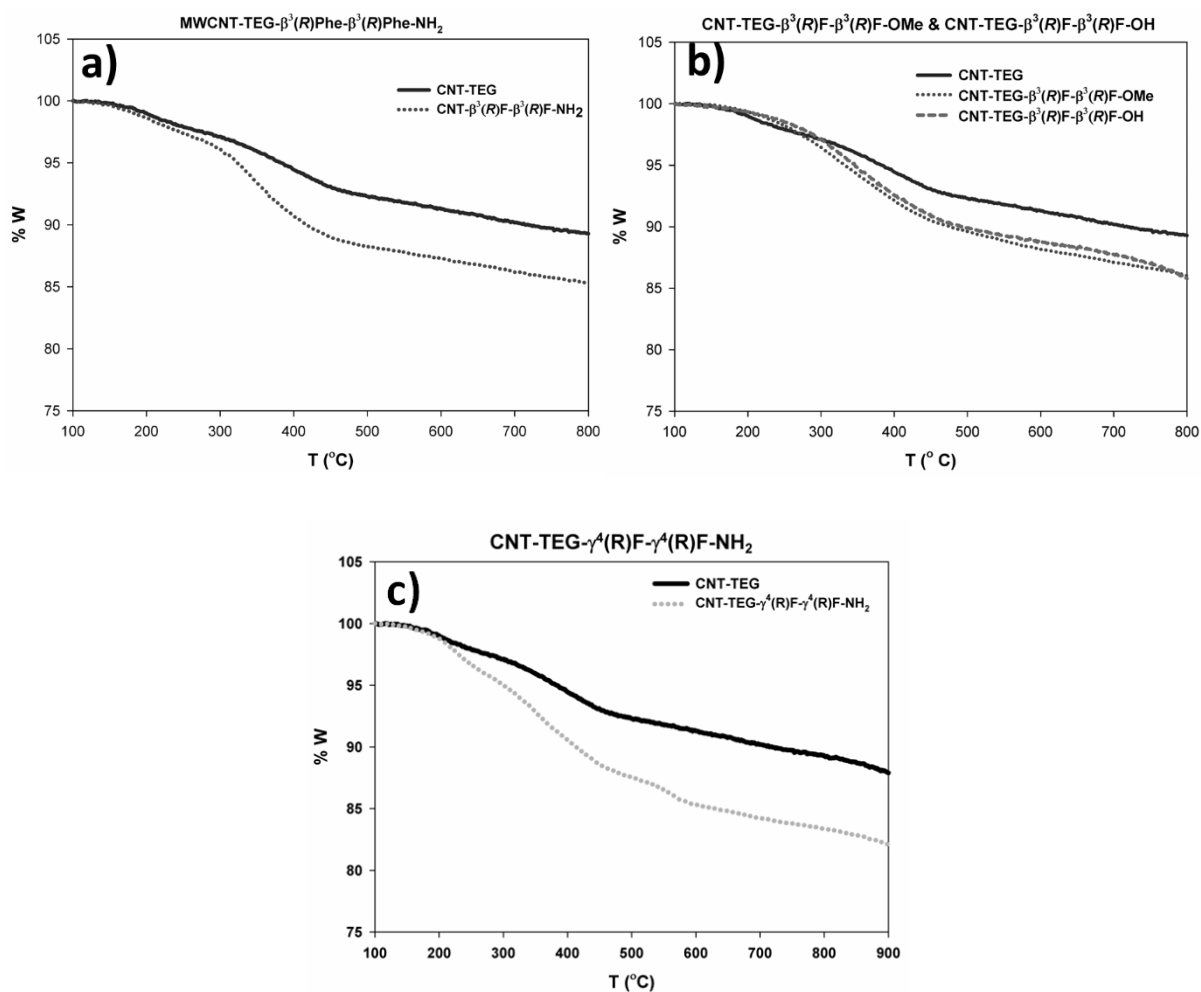 MWCNT-TEG-β³(R)Phe-β³(R)Phe-NH₂
a)
CNT-TEG
CNT-β³(R)F-β³(R)F-NH₂
105
100
95
90
85
80
75
% W
100 200 300 400 500 600 700 800
T (°C)
CNT-TEG-β³(R)F-β³(R)F-OMe & CNT-TEG-β³(R)F-β³(R)F-OH
b)
CNT-TEG
CNT-TEG-β³(R)F-β³(R)F-OMe
CNT-TEG-β³(R)F-β³(R)F-OH
105
100
95
90
85
80
75
% W
100 200 300 400 500 600 700 800
T (° C)
CNT-TEG-γ⁴(R)F-γ⁴(R)F-NH₂
c)
CNT-TEG
CNT-TEG-γ⁴(R)F-γ⁴(R)F-NH₂
105
100
95
90
85
80
75
% W
100 200 300 400 500 600 700 800 900
T (°C)